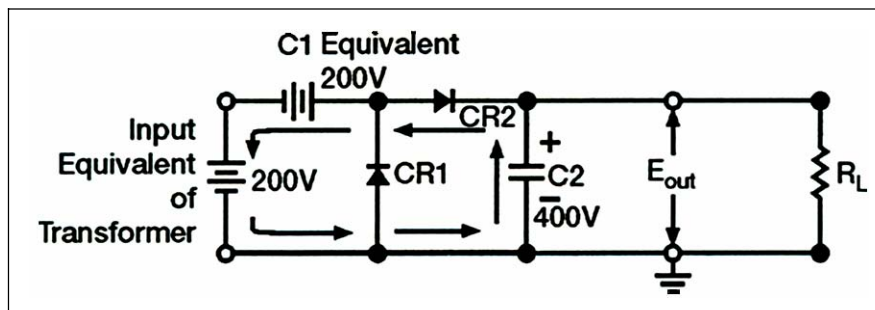 C1 Equivalent
200V
Input
Equivalent
of
Transformer
200V
CR1
CR2
+
C2
−
400V
Eout
RL